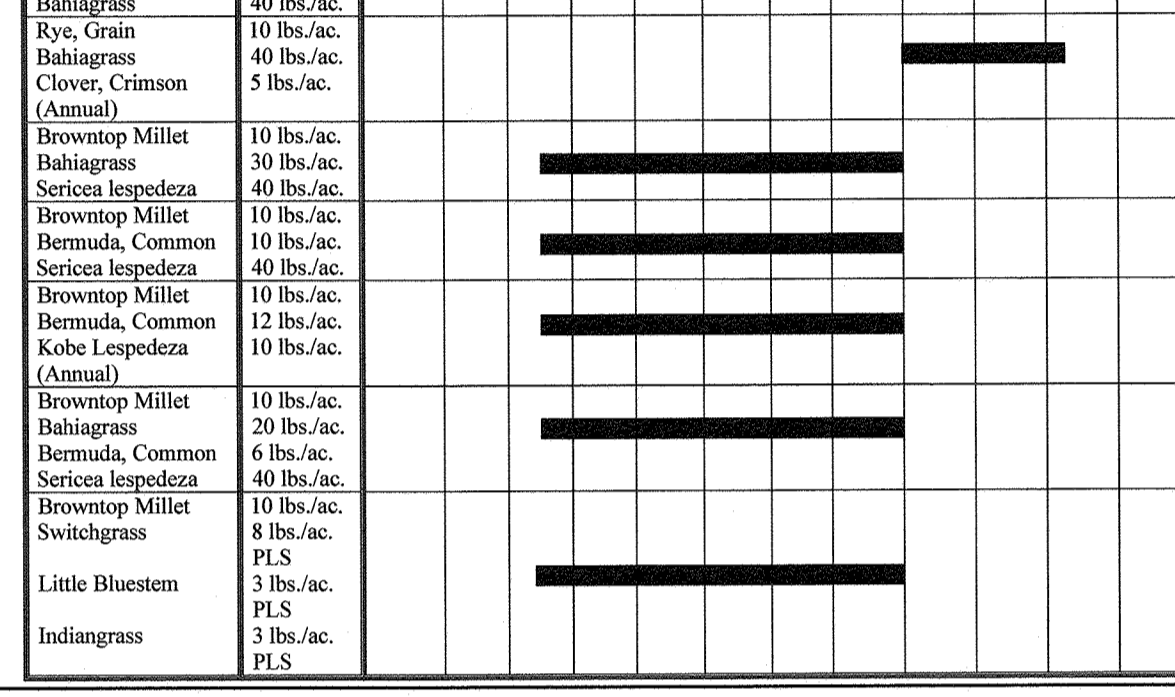 Bahiagrass 40 lbs./ac.
Rye, Grain 10 lbs./ac.
Bahiagrass 40 lbs./ac.
Clover, Crimson 5 lbs./ac.
(Annual)
Browntop Millet 10 lbs./ac.
Bahiagrass 30 lbs./ac.
Sericea lespedeza 40 lbs./ac.
Browntop Millet 10 lbs./ac.
Bermuda, Common 10 lbs./ac.
Sericea lespedeza 40 lbs./ac.
Browntop Millet 10 lbs./ac.
Bermuda, Common 12 lbs./ac.
Kobe Lespedeza 10 lbs./ac.
(Annual)
Browntop Millet 10 lbs./ac.
Bahiagrass 20 lbs./ac.
Bermuda, Common 6 lbs./ac.
Sericea lespedeza 40 lbs./ac.
Browntop Millet 10 lbs./ac.
Switchgrass 8 lbs./ac.
PLS
Little Bluestem 3 lbs./ac.
PLS
Indiangrass 3 lbs./ac.
PLS